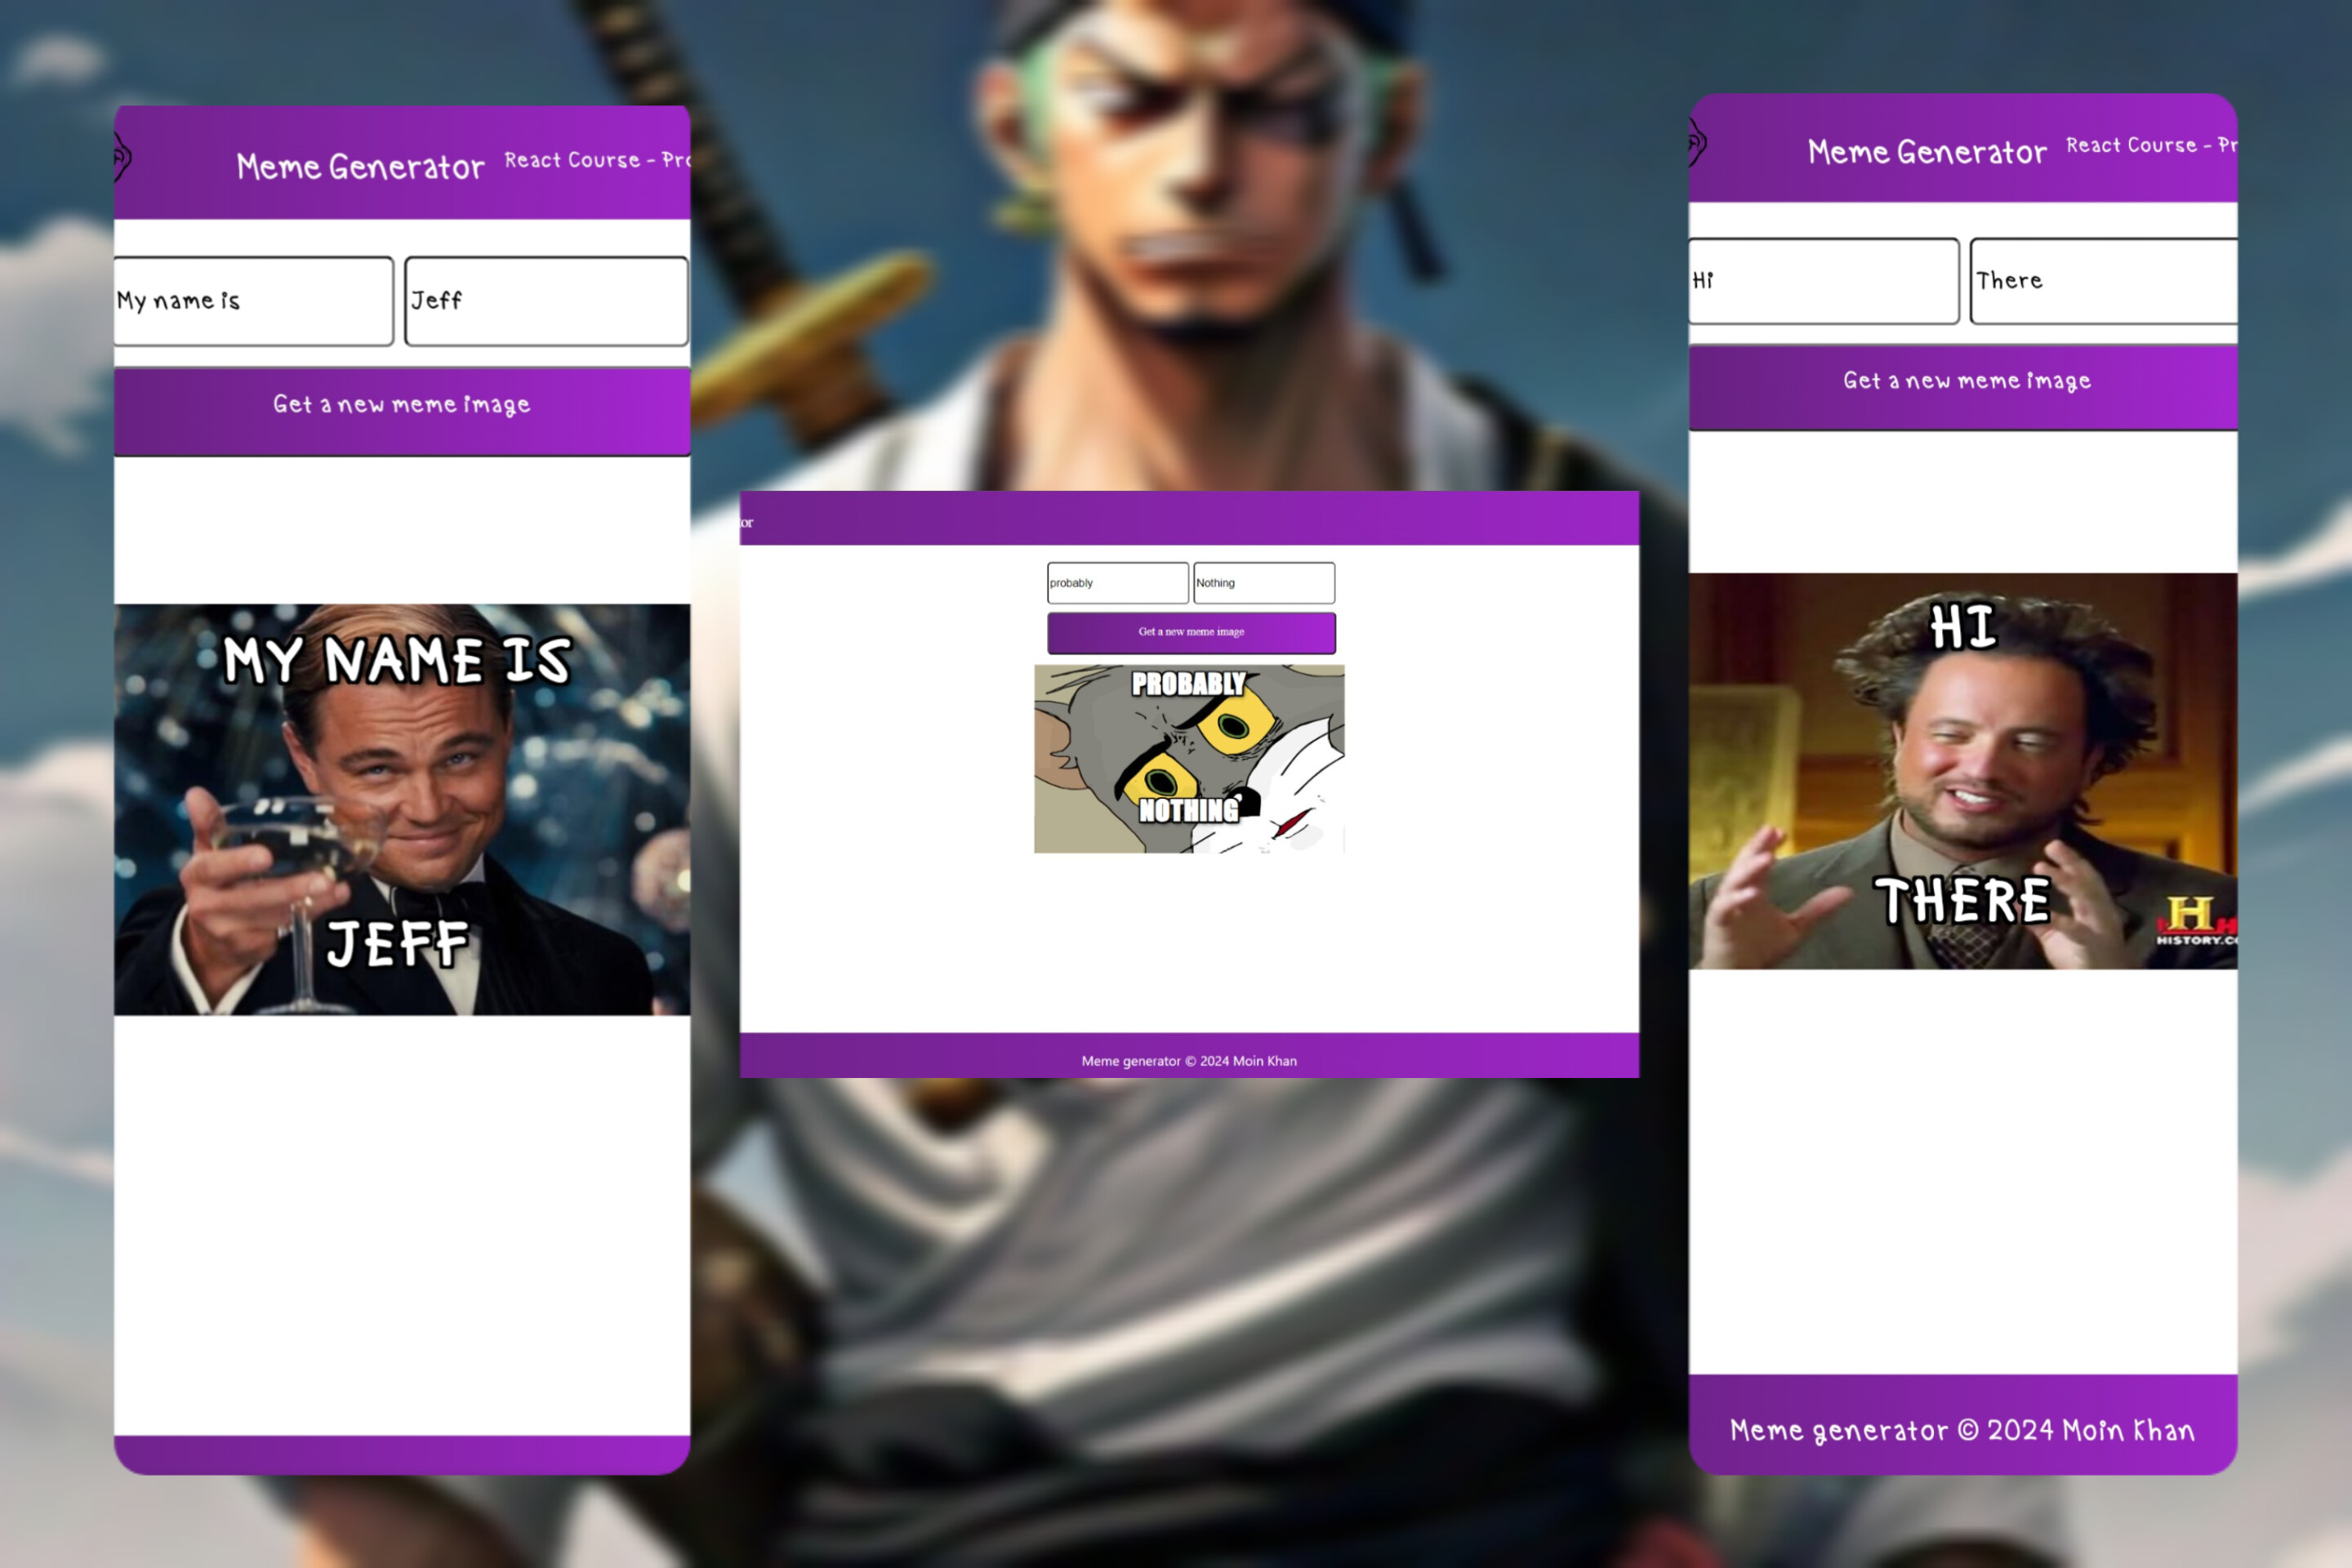 Meme Generator
React Course - Pro
My name is
Jeff
Get a new meme image
MY NAME IS
JEFF
or
probably
Nothing
Get a new meme image
PROBABLY
NOTHING
Meme generator © 2024 Moin Khan
Meme Generator
React Course - Pr
Hi
There
Get a new meme image
HI
THERE
H
HISTORY.C
Meme generator © 2024 Moin Khan